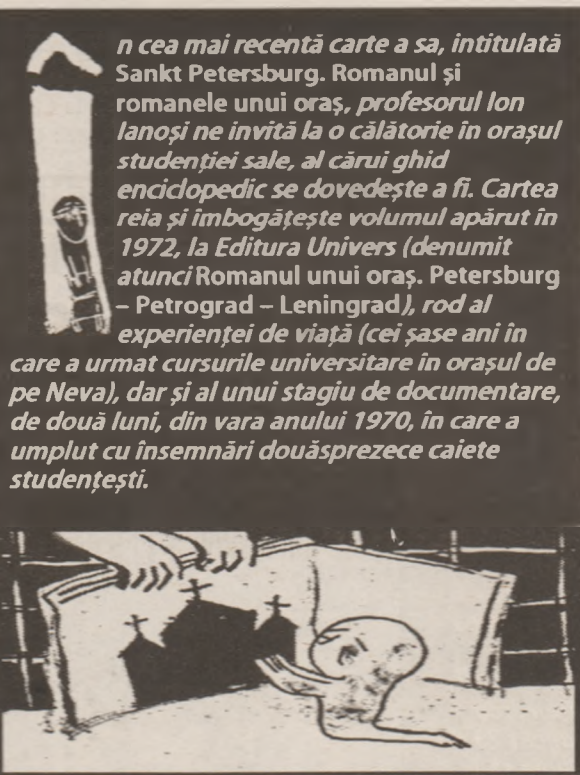 În cea mai recentă carte a sa, intitulată
Sankt Petersburg. Romanul și
romanele unui oraș, profesorul Ion
Ianoși ne invită la o călătorie în orașul
studenției sale, al cărui ghid
enciclopedic se dovedește a fi. Cartea
reia și îmbogățește volumul apărut în
1972, la Editura Univers (denumit
atunci Romanul unui oraș. Petersburg
– Petrograd – Leningrad), rod al
experienței de viață (cei șase ani în
care a urmat cursurile universitare în orașul de
pe Neva), dar și al unui stagiu de documentare,
de două luni, din vara anului 1970, în care a
umplut cu însemnări douăsprezece caiete
studențești.